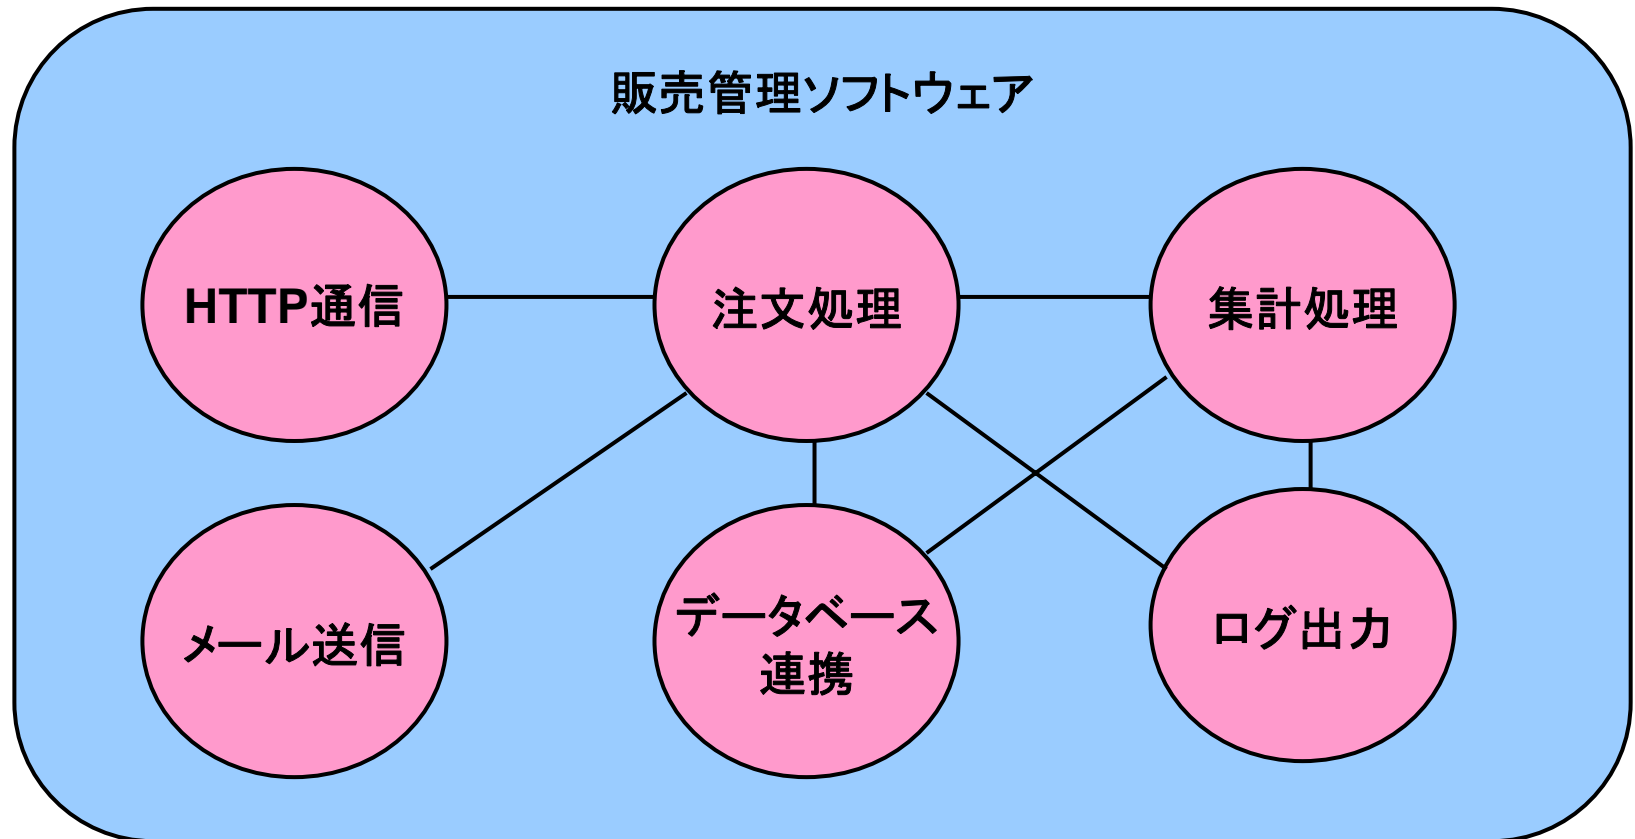 販売管理ソフトウェア
HTTP通信
注文処理
集計処理
メール送信
データベース
連携
ログ出力